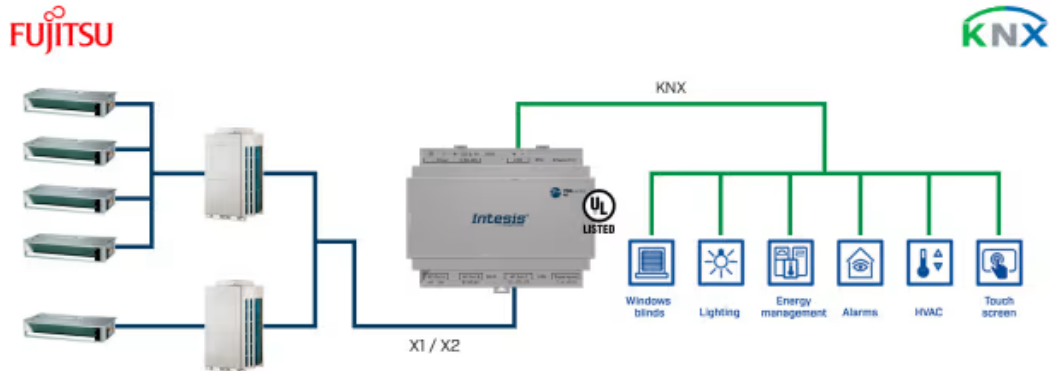 FUJITSU
KNX
KNX
Intesis
UL
LISTED
Windows
blinds
Lighting
Energy
management
Alarms
HVAC
Touch
screen
X1 / X2